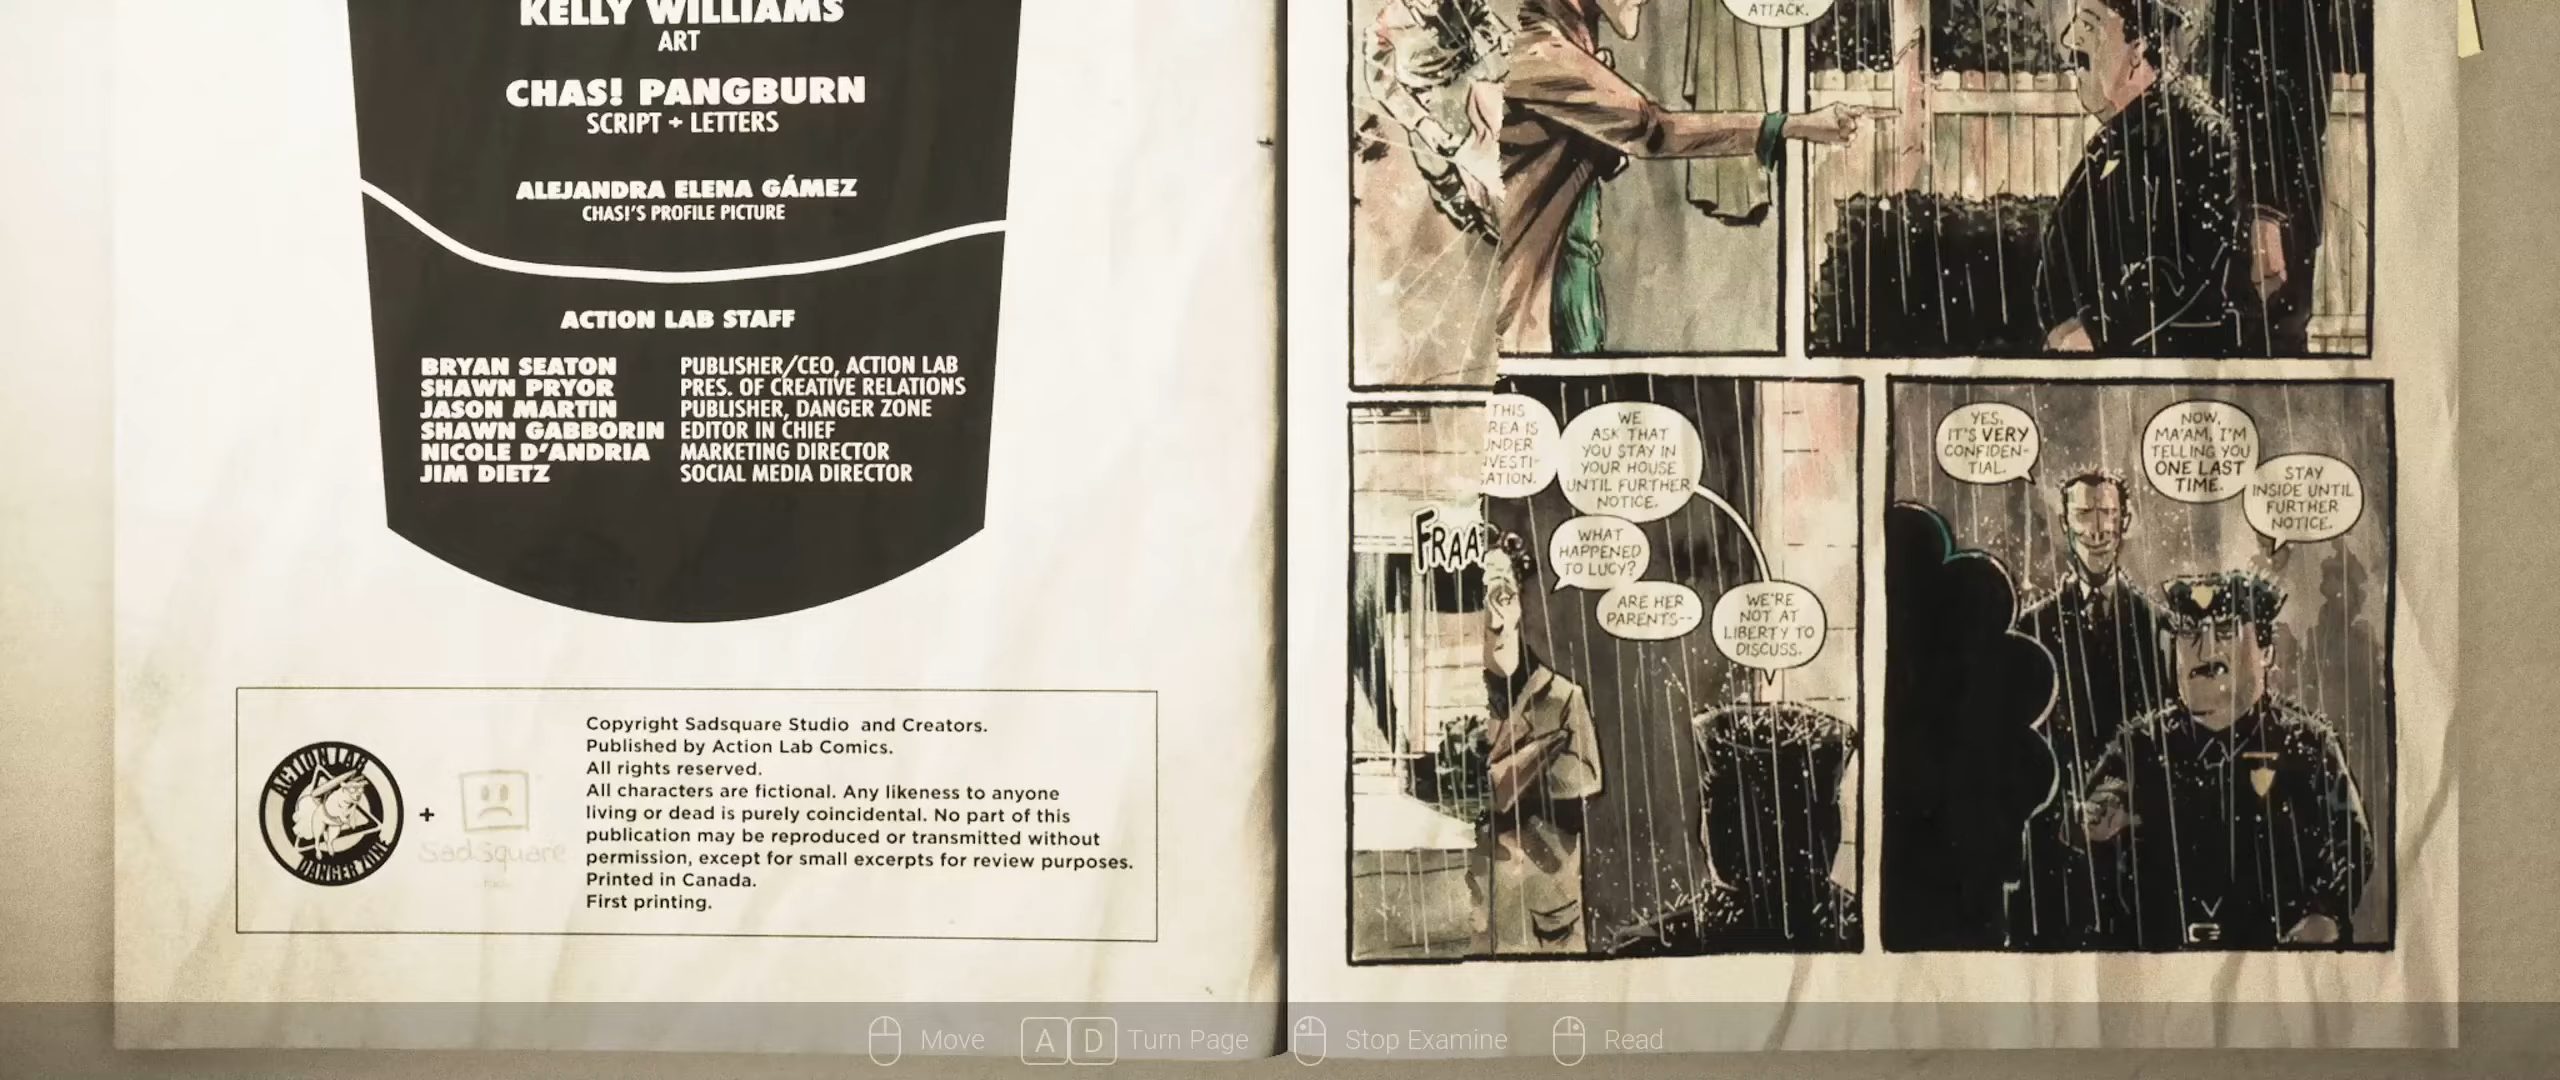 KELLY WILLIAMS
ART
CHAS! PANGBURN
SCRIPT + LETTERS
ALEJANDRA ELENA GÁMEZ
CHAS!'S PROFILE PICTURE
ACTION LAB STAFF
BRYAN SEATON PUBLISHER/CEO, ACTION LAB
SHAWN PRYOR PRES. OF CREATIVE RELATIONS
JASON MARTIN PUBLISHER, DANGER ZONE
SHAWN GABBORIN EDITOR IN CHIEF
NICOLE D'ANDRIA MARKETING DIRECTOR
JIM DIETZ SOCIAL MEDIA DIRECTOR
ACTION LAB
DANGER ZONE
+
SadSquare
Copyright Sadsquare Studio and Creators.
Published by Action Lab Comics.
All rights reserved.
All characters are fictional. Any likeness to anyone
living or dead is purely coincidental. No part of this
publication may be reproduced or transmitted without
permission, except for small excerpts for review purposes.
Printed in Canada.
First printing.
ATTACK.
THIS
REA IS
UNDER
NVESTI-
GATION.
WE
ASK THAT
YOU STAY IN
YOUR HOUSE
UNTIL FURTHER
NOTICE.
FRAA
WHAT
HAPPENED
TO LUCY?
ARE HER
PARENTS--
WE'RE
NOT AT
LIBERTY TO
DISCUSS.
YES,
IT'S VERY
CONFIDEN-
TIAL.
NOW,
MA'AM, I'M
TELLING YOU
ONE LAST
TIME.
STAY
INSIDE UNTIL
FURTHER
NOTICE.
Move A D Turn Page Stop Examine Read